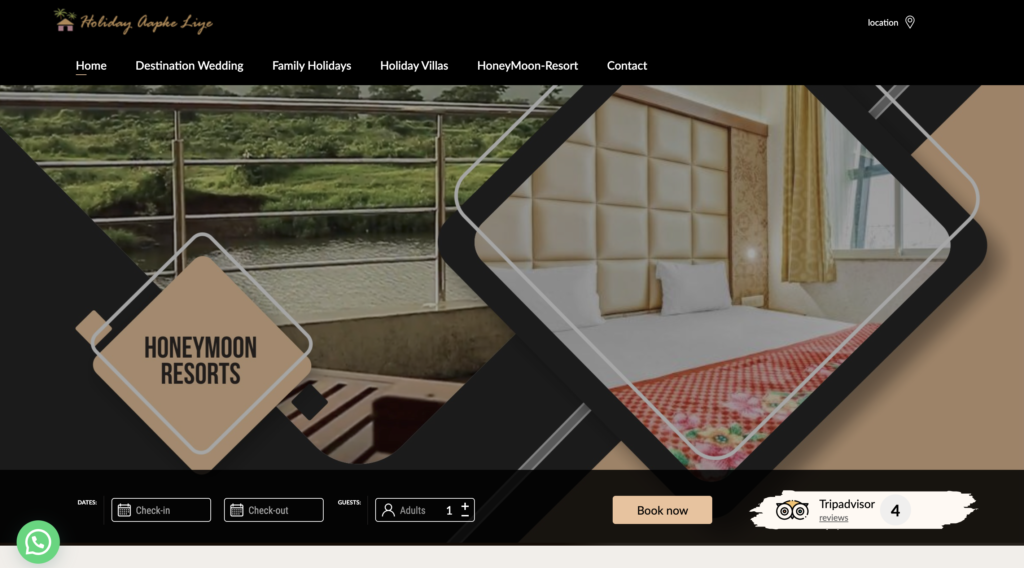 Holiday Aapke Liye
location
Home Destination Wedding Family Holidays Holiday Villas HoneyMoon-Resort Contact
HONEYMOON
RESORTS
DATES: Check-in Check-out GUESTS: Adults 1 + − Book now
Tripadvisor
reviews
4